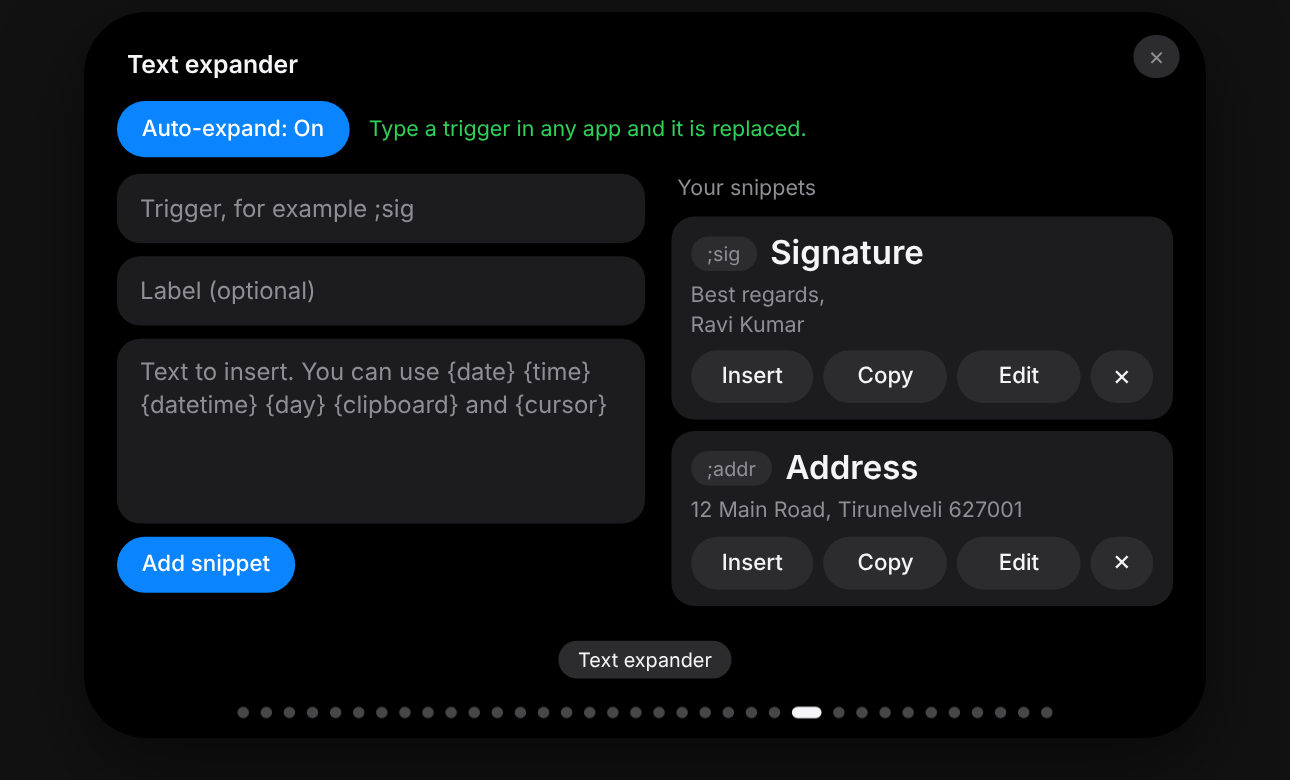 Text expander
×
Auto-expand: On
Type a trigger in any app and it is replaced.
Trigger, for example ;sig
Label (optional)
Text to insert. You can use {date} {time}
{datetime} {day} {clipboard} and {cursor}
Add snippet
Your snippets
;sig Signature
Best regards,
Ravi Kumar
Insert Copy Edit ×
;addr Address
12 Main Road, Tirunelveli 627001
Insert Copy Edit ×
Text expander